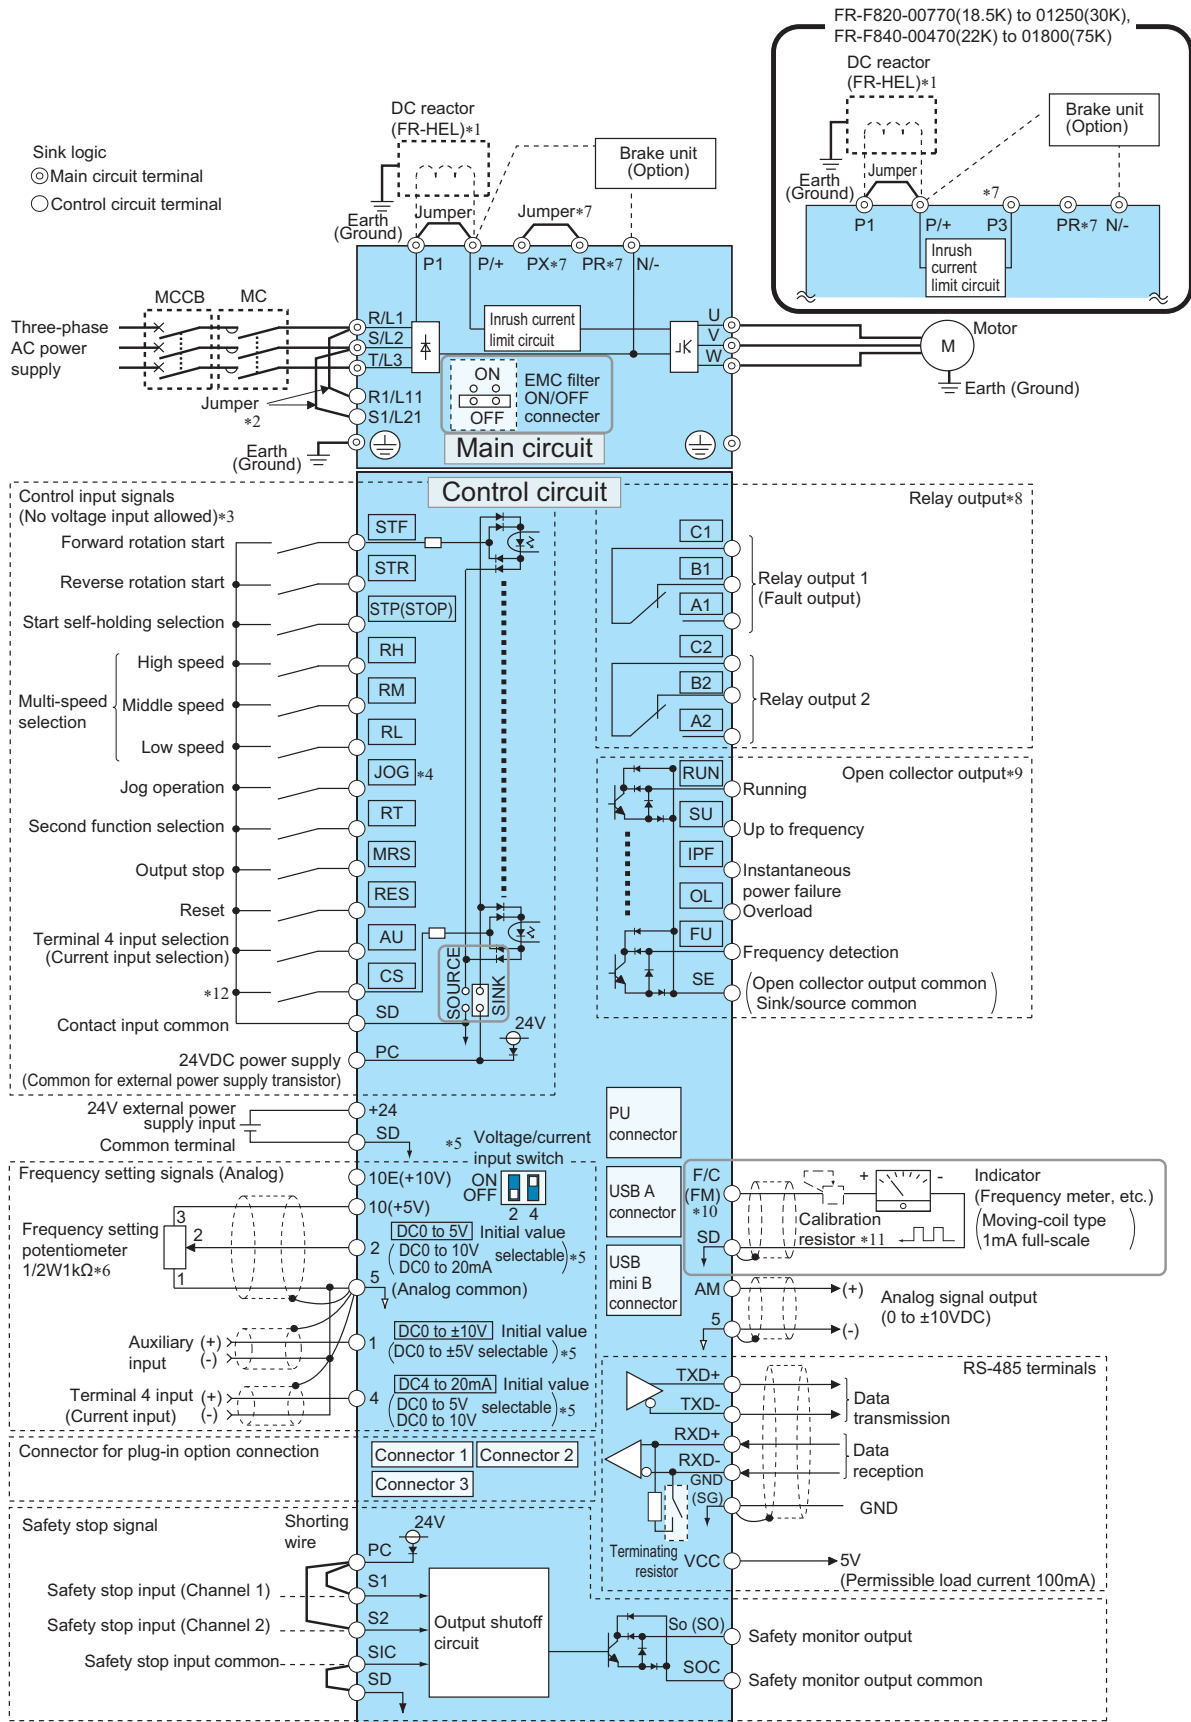 FR-F820-00770(18.5K) to 01250(30K),
FR-F840-00470(22K) to 01800(75K)
DC reactor
(FR-HEL)*1
Brake unit
(Option)
Earth
(Ground)
Jumper
*7
P1
P/+
P3
PR*7
N/-
Inrush
current
limit circuit
DC reactor
(FR-HEL)*1
Brake unit
(Option)
Sink logic
Main circuit terminal
Control circuit terminal
Earth
(Ground)
Jumper
Jumper*7
P1
P/+
PX*7
PR*7
N/-
MCCB
MC
Three-phase
AC power
supply
R/L1
S/L2
T/L3
R1/L11
S1/L21
Jumper
*2
Earth
(Ground)
Inrush current
limit circuit
ON
OFF
EMC filter
ON/OFF
connecter
U
V
W
Motor
M
Earth (Ground)
Main circuit
Control circuit
Control input signals
(No voltage input allowed)*3
Forward rotation start
STF
Reverse rotation start
STR
Start self-holding selection
STP(STOP)
Multi-speed
selection
High speed
RH
Middle speed
RM
Low speed
RL
Jog operation
JOG *4
Second function selection
RT
Output stop
MRS
Reset
RES
Terminal 4 input selection
(Current input selection)
AU
*12
CS
SOURCE
SINK
Contact input common
SD
24V
24VDC power supply
(Common for external power supply transistor)
PC
Relay output*8
C1
B1
A1
Relay output 1
(Fault output)
C2
B2
A2
Relay output 2
Open collector output*9
RUN
Running
SU
Up to frequency
IPF
Instantaneous
power failure
OL
Overload
FU
Frequency detection
SE
Open collector output common
Sink/source common
24V external power
supply input
+24
Common terminal
SD
*5
Voltage/current
input switch
ON
OFF
2 4
Frequency setting signals (Analog)
10E(+10V)
10(+5V)
Frequency setting
potentiometer
1/2W1kΩ*6
3
2
1
2
DC0 to 5V Initial value
DC0 to 10V
DC0 to 20mA
selectable *5
5
(Analog common)
Auxiliary
input
(+)
(-)
1
DC0 to ±10V Initial value
(DC0 to ±5V selectable)*5
Terminal 4 input
(Current input)
(+)
(-)
4
DC4 to 20mA Initial value
DC0 to 5V
DC0 to 10V
selectable *5
PU
connector
USB A
connector
USB
mini B
connector
F/C
(FM)
*10
SD
Calibration
resistor *11
+
-
Indicator
(Frequency meter, etc.)
Moving-coil type
1mA full-scale
AM
(+)
5
(-)
Analog signal output
(0 to ±10VDC)
RS-485 terminals
TXD+
TXD-
Data
transmission
RXD+
RXD-
Data
reception
GND
(SG)
GND
Terminating
resistor
VCC
5V
(Permissible load current 100mA)
Connector for plug-in option connection
Connector 1
Connector 2
Connector 3
Safety stop signal
Shorting
wire
24V
PC
Safety stop input (Channel 1)
S1
Safety stop input (Channel 2)
S2
Safety stop input common
SIC
SD
Output shutoff
circuit
So (SO)
Safety monitor output
SOC
Safety monitor output common